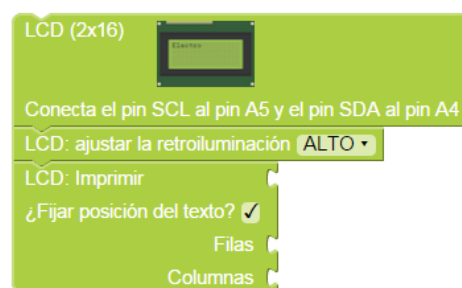 LCD (2x16)
Electro
Conecta el pin SCL al pin A5 y el pin SDA al pin A4
LCD: ajustar la retroiluminación ALTO
LCD: Imprimir
¿Fijar posición del texto?
Filas
Columnas